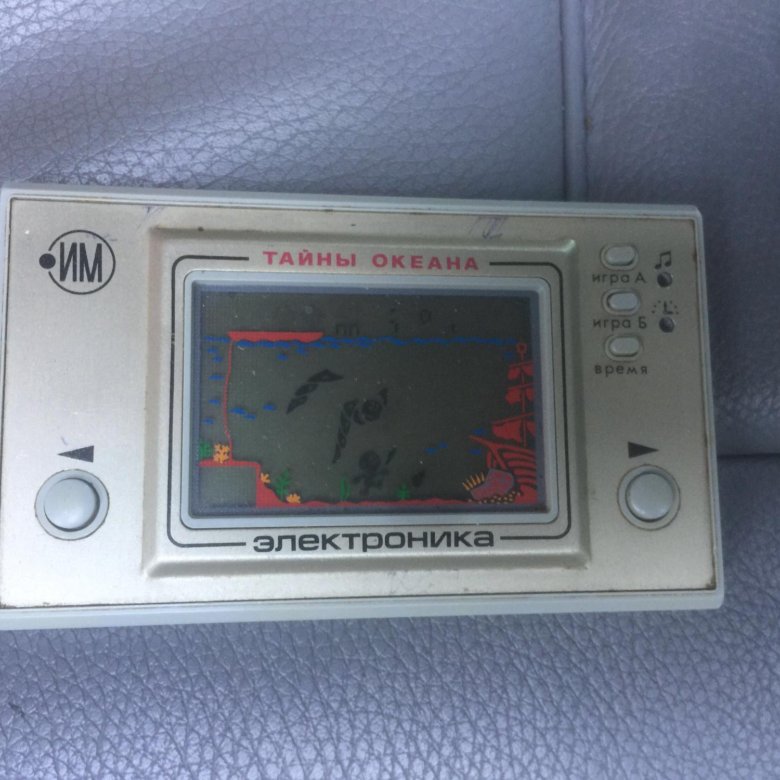 ИМ
ТАЙНЫ ОКЕАНА
игра А
игра Б
время
электроника